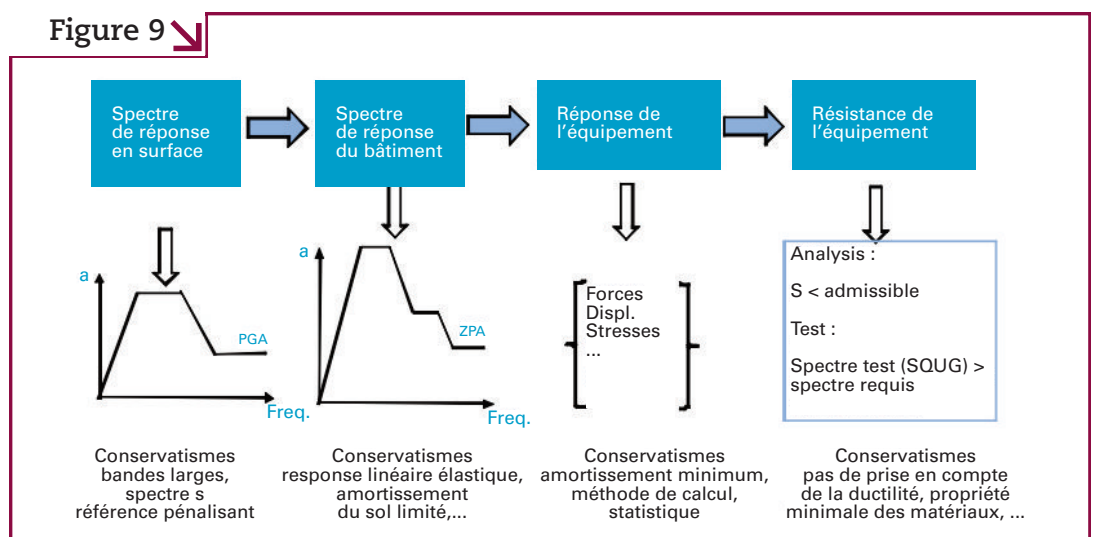 Figure 9
Spectre
de réponse
en surface
Spectre
de réponse
du bâtiment
Réponse de
l'équipement
Résistance de
l'équipement
a
PGA
Freq.
a
ZPA
Freq.
Forces
Displ.
Stresses
...
Analysis :
S < admissible
Test :
Spectre test (SQUG) >
spectre requis
Conservatismes
bandes larges,
spectre s
référence pénalisant
Conservatismes
response linéaire élastique,
amortissement
du sol limité,...
Conservatismes
amortissement minimum,
méthode de calcul,
statistique
Conservatismes
pas de prise en compte
de la ductilité, propriété
minimale des matériaux, ...